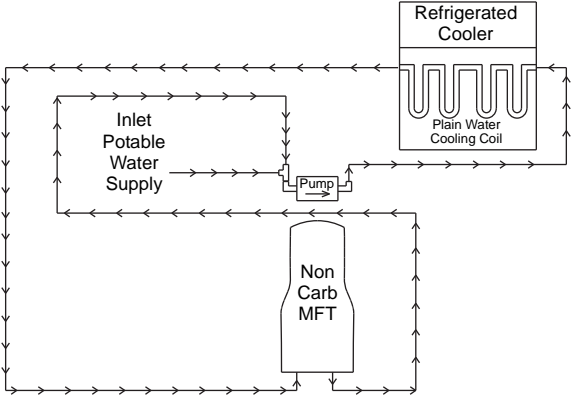 Refrigerated
Cooler
Plain Water
Cooling Coil
Inlet
Potable
Water
Supply
Pump
Non
Carb
MFT